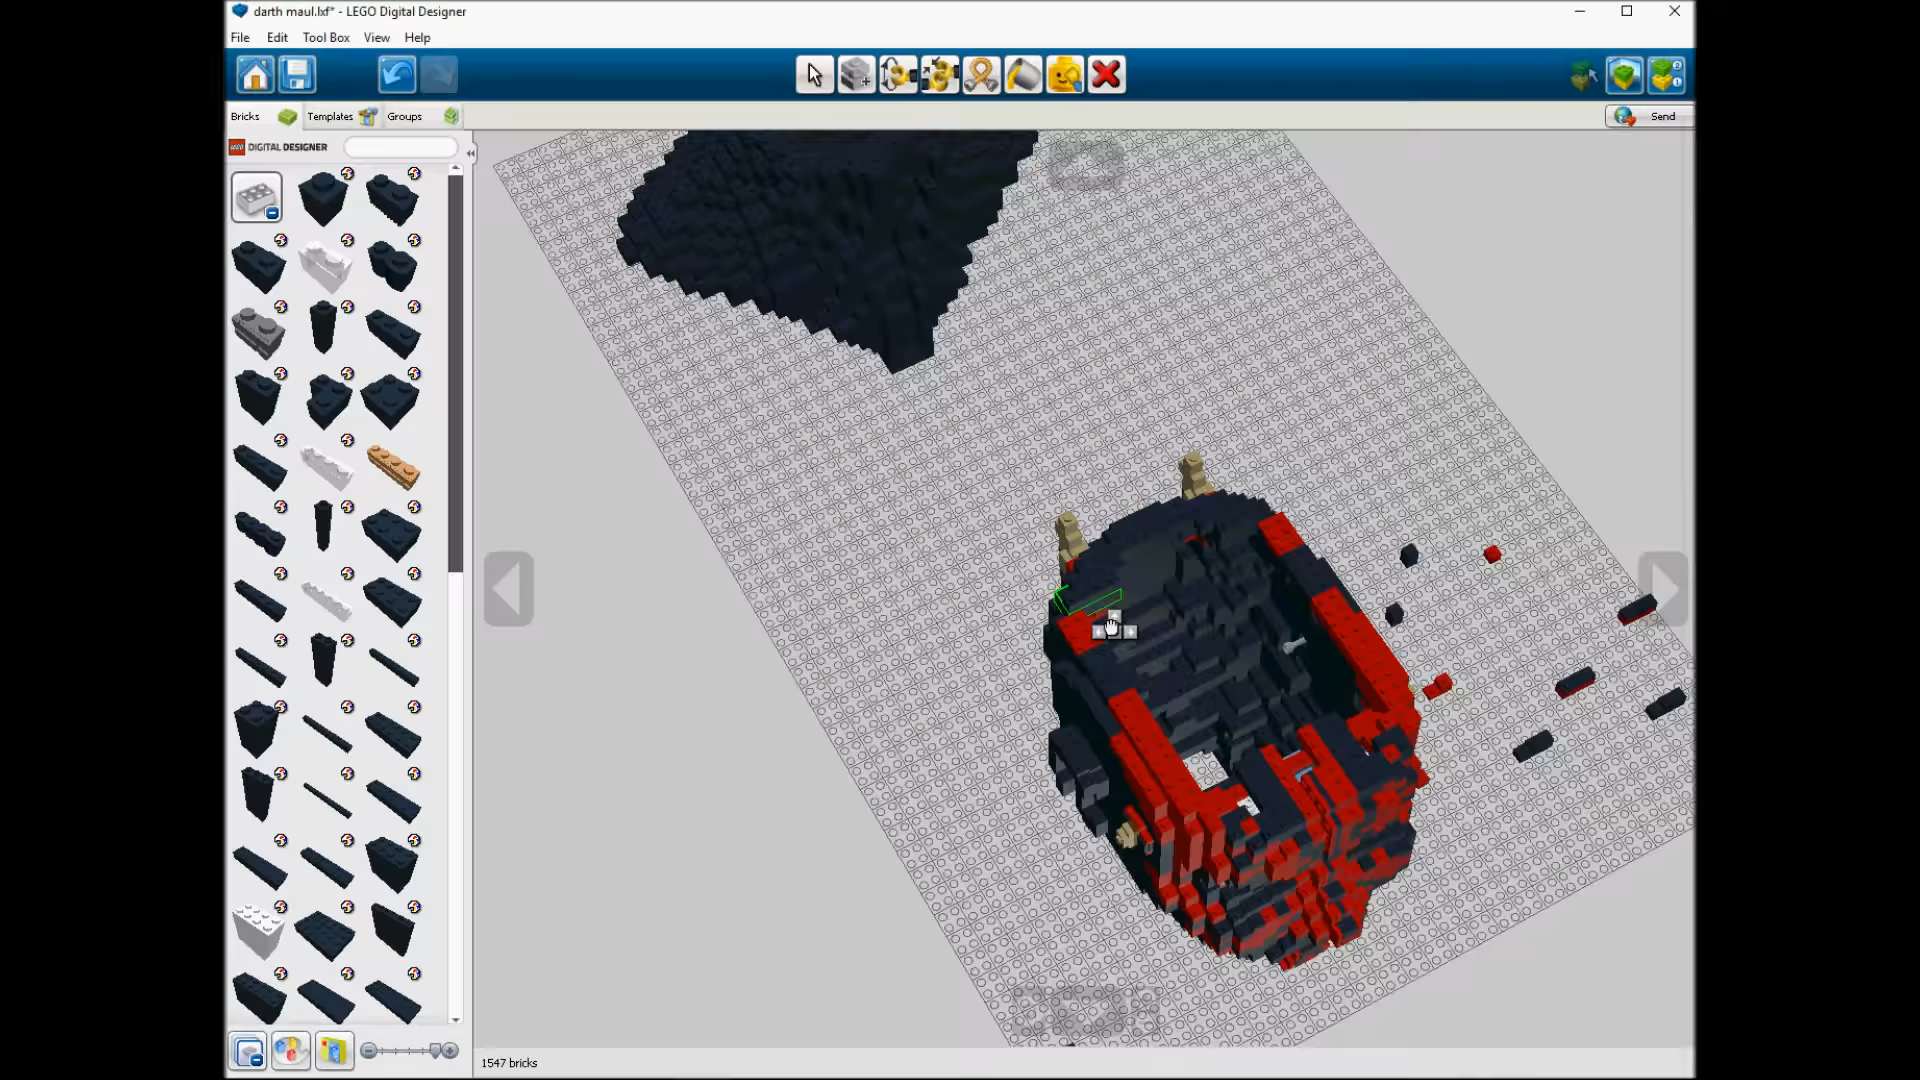 darth maul.lxf* - LEGO Digital Designer
File Edit Tool Box View Help
Bricks Templates Groups
Send
LEGO DIGITAL DESIGNER
1547 bricks